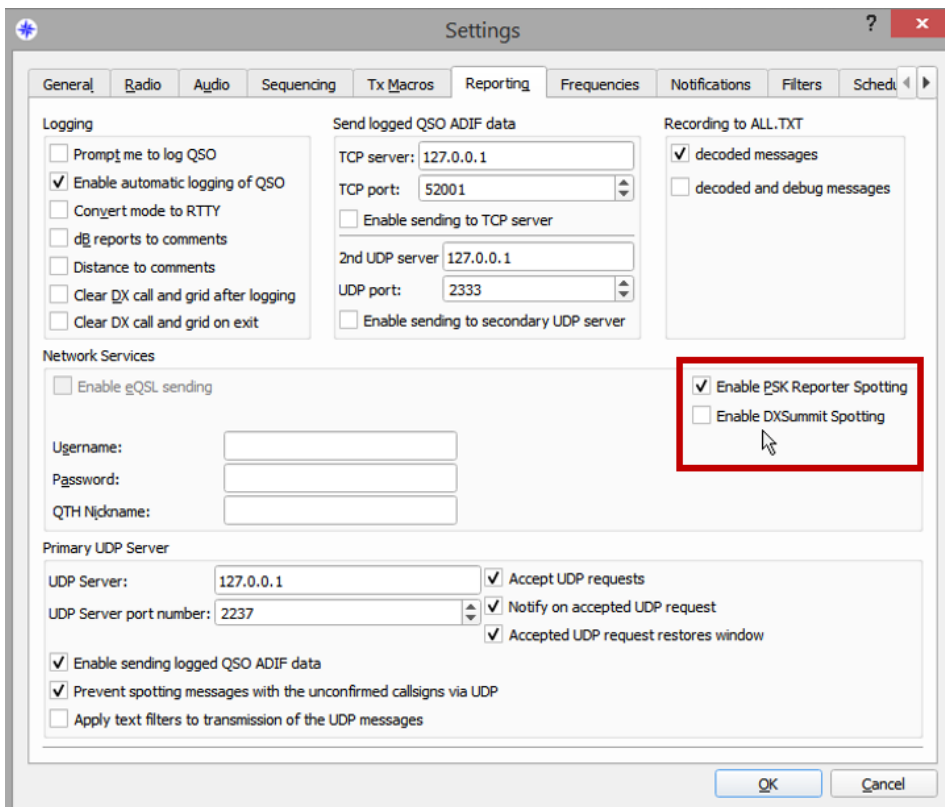 Settings
?
×
General Radio Audio Sequencing Tx Macros Reporting Frequencies Notifications Filters Schedu
Logging
Prompt me to log QSO
Enable automatic logging of QSO
Convert mode to RTTY
dB reports to comments
Distance to comments
Clear DX call and grid after logging
Clear DX call and grid on exit
Send logged QSO ADIF data
TCP server: 127.0.0.1
TCP port: 52001
Enable sending to TCP server
2nd UDP server 127.0.0.1
UDP port: 2333
Enable sending to secondary UDP server
Recording to ALL.TXT
decoded messages
decoded and debug messages
Network Services
Enable eQSL sending
Username:
Password:
QTH Nickname:
Enable PSK Reporter Spotting
Enable DXSummit Spotting
Primary UDP Server
UDP Server: 127.0.0.1
UDP Server port number: 2237
Accept UDP requests
Notify on accepted UDP request
Accepted UDP request restores window
Enable sending logged QSO ADIF data
Prevent spotting messages with the unconfirmed callsigns via UDP
Apply text filters to transmission of the UDP messages
OK Cancel